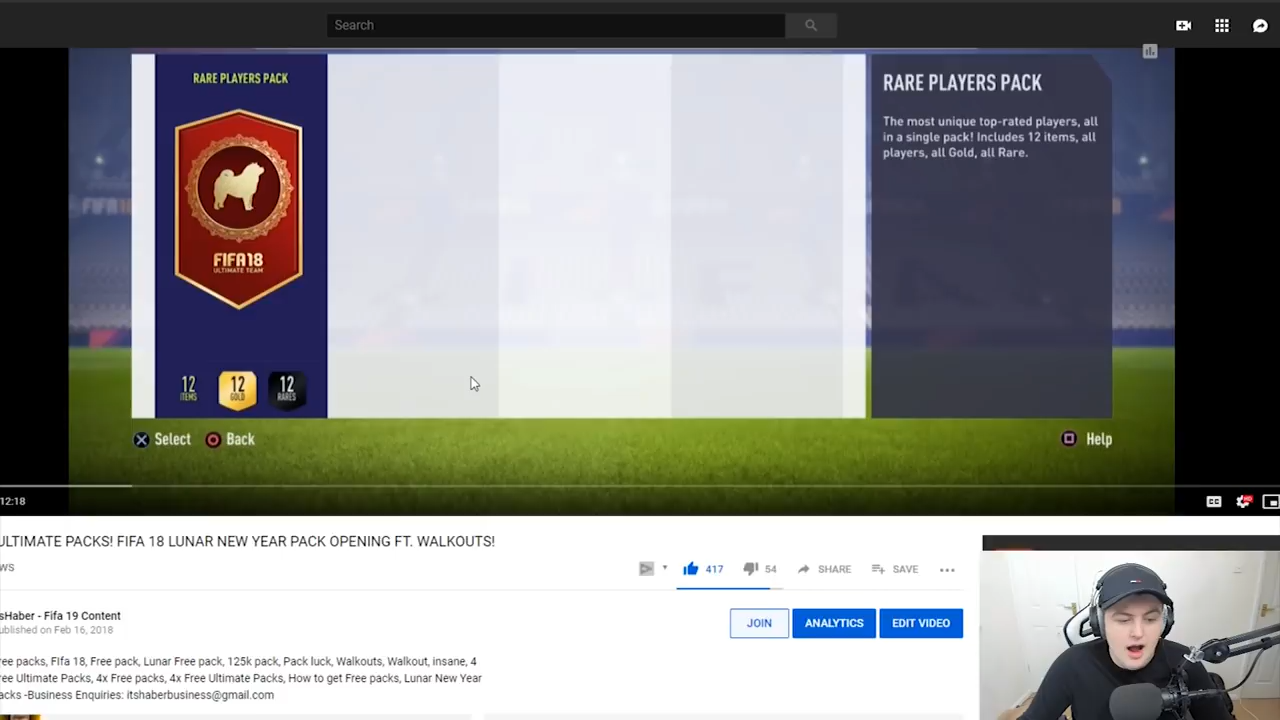 Search
RARE PLAYERS PACK
FIFA18
ULTIMATE TEAM
12
ITEMS
12
GOLD
12
RARES
RARE PLAYERS PACK
The most unique top-rated players, all
in a single pack! Includes 12 items, all
players, all Gold, all Rare.
Select
Back
Help
12:18
CC
HD
ULTIMATE PACKS! FIFA 18 LUNAR NEW YEAR PACK OPENING FT. WALKOUTS!
ws
417
54
SHARE
SAVE
sHaber - Fifa 19 Content
ublished on Feb 16, 2018
JOIN
ANALYTICS
EDIT VIDEO
ree packs, FIfa 18, Free pack, Lunar Free pack, 125k pack, Pack luck, Walkouts, Walkout, insane, 4
ree Ultimate Packs, 4x Free packs, 4x Free Ultimate Packs, How to get Free packs, Lunar New Year
acks -Business Enquiries: itshaberbusiness@gmail.com